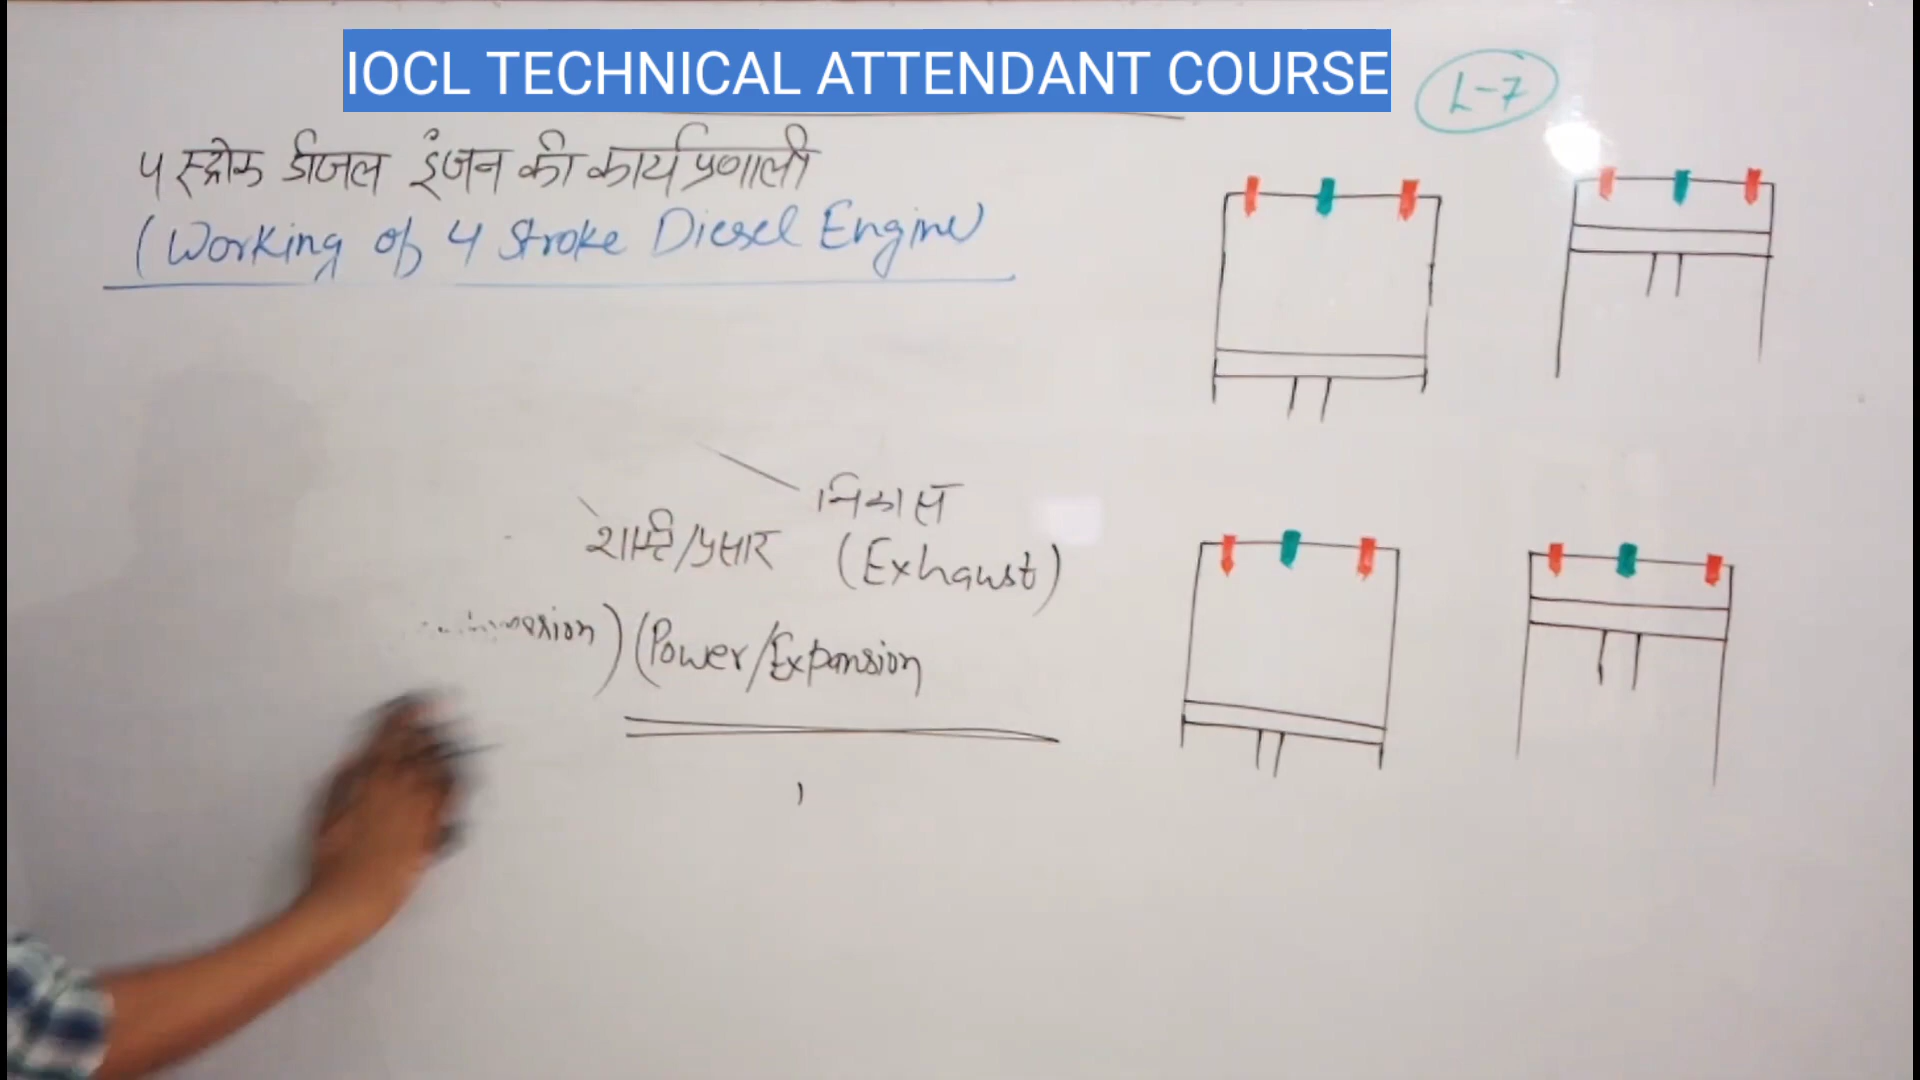 IOCL TECHNICAL ATTENDANT COURSE
L-7
4 स्ट्रोक डीजल इंजन की कार्य प्रणाली
(Working of 4 Stroke Diesel Engine
निकास
शक्ति/प्रसार
(Exhaust)
) (Power/Expansion